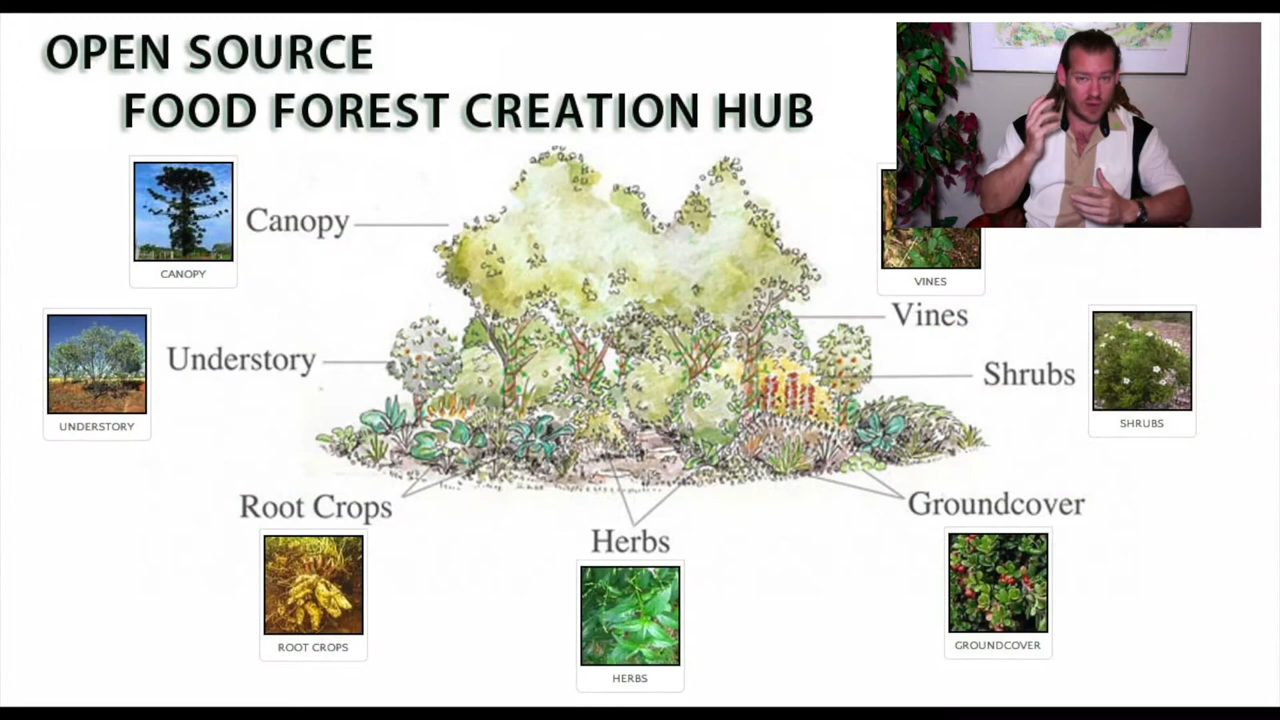 OPEN SOURCE
FOOD FOREST CREATION HUB
CANOPY
Canopy
VINES
Vines
UNDERSTORY
Understory
Shrubs
SHRUBS
Root Crops
Groundcover
Herbs
ROOT CROPS
GROUNDCOVER
HERBS